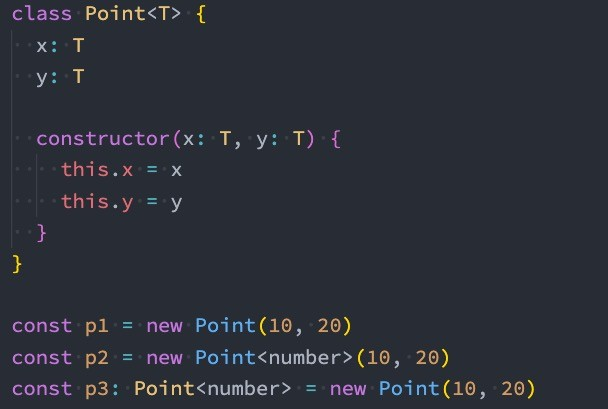 class Point<T> {
  x: T
  y: T

  constructor(x: T, y: T) {
    this.x = x
    this.y = y
  }
}

const p1 = new Point(10, 20)
const p2 = new Point<number>(10, 20)
const p3: Point<number> = new Point(10, 20)